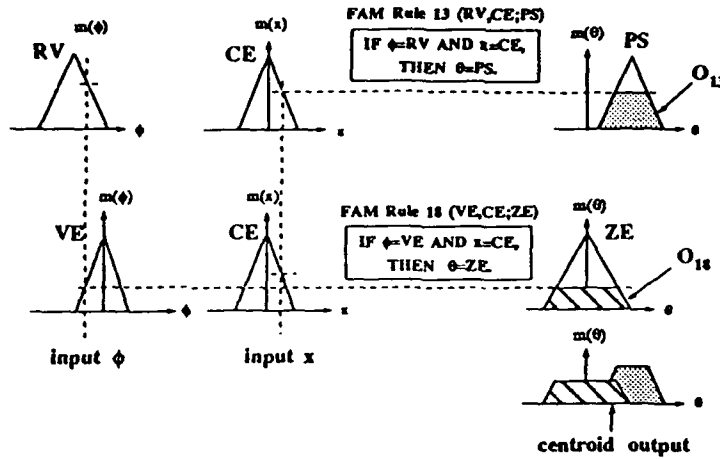 FAM Rule 13 (RV,CE;PS)
IF ϕ=RV AND x=CE,
THEN θ=PS.
m(ϕ)
RV
ϕ
m(x)
CE
x
m(θ)
PS
O13
θ
FAM Rule 18 (VE,CE;ZE)
IF ϕ=VE AND x=CE,
THEN θ=ZE.
m(ϕ)
VE
ϕ
m(x)
CE
x
m(θ)
ZE
O18
θ
input ϕ
input x
m(θ)
θ
centroid output